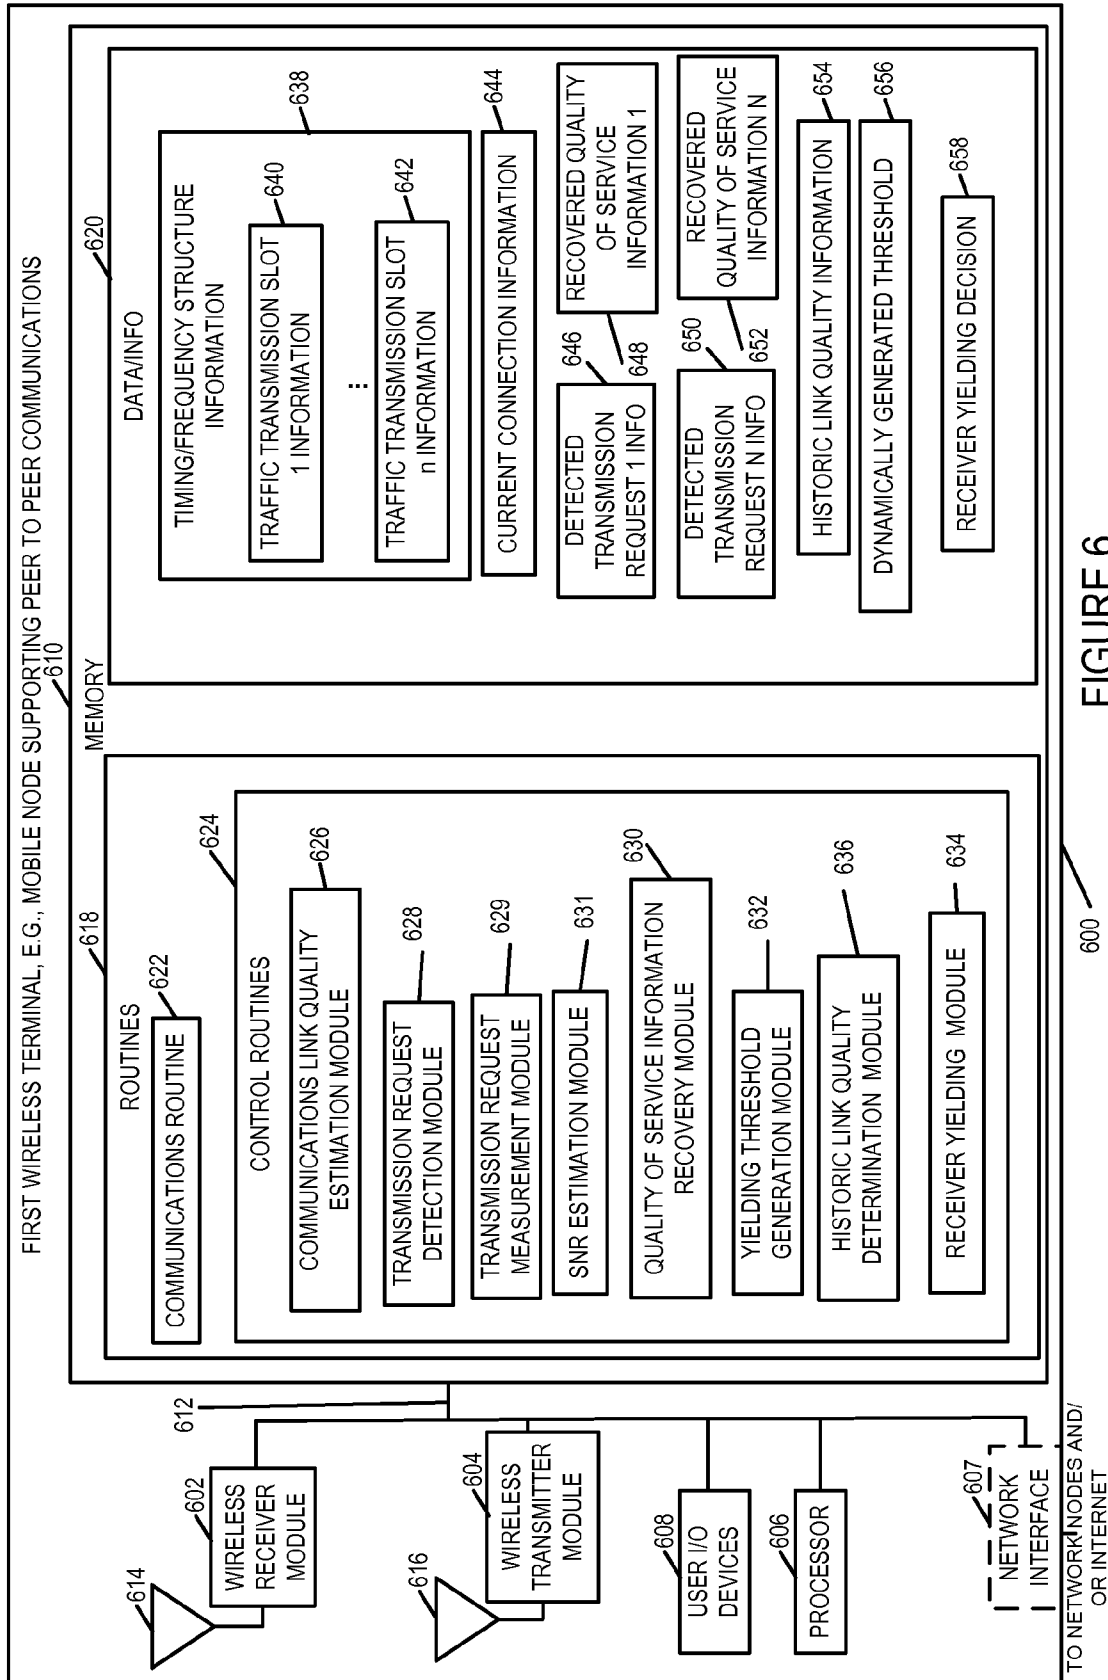 FIRST WIRELESS TERMINAL, E.G., MOBILE NODE SUPPORTING PEER TO PEER COMMUNICATIONS
614
602
WIRELESS
RECEIVER
MODULE
616
604
WIRELESS
TRANSMITTER
MODULE
608
USER I/O
DEVICES
606
PROCESSOR
607
NETWORK
INTERFACE
TO NETWORK NODES AND/
OR INTERNET
612
610
MEMORY
618
ROUTINES
622
COMMUNICATIONS ROUTINE
624
CONTROL ROUTINES
626
COMMUNICATIONS LINK QUALITY
ESTIMATION MODULE
628
TRANSMISSION REQUEST
DETECTION MODULE
629
TRANSMISSION REQUEST
MEASUREMENT MODULE
631
SNR ESTIMATION MODULE
630
QUALITY OF SERVICE INFORMATION
RECOVERY MODULE
632
YIELDING THRESHOLD
GENERATION MODULE
636
HISTORIC LINK QUALITY
DETERMINATION MODULE
634
RECEIVER YIELDING MODULE
620
DATA/INFO
638
TIMING/FREQUENCY STRUCTURE
INFORMATION
640
TRAFFIC TRANSMISSION SLOT
1 INFORMATION
...
642
TRAFFIC TRANSMISSION SLOT
n INFORMATION
644
CURRENT CONNECTION INFORMATION
646
DETECTED
TRANSMISSION
REQUEST 1 INFO
648
RECOVERED QUALITY
OF SERVICE
INFORMATION 1
650
DETECTED
TRANSMISSION
REQUEST N INFO
652
RECOVERED
QUALITY OF SERVICE
INFORMATION N
654
HISTORIC LINK QUALITY INFORMATION
656
DYNAMICALLY GENERATED THRESHOLD
658
RECEIVER YIELDING DECISION
600
FIGURE 6